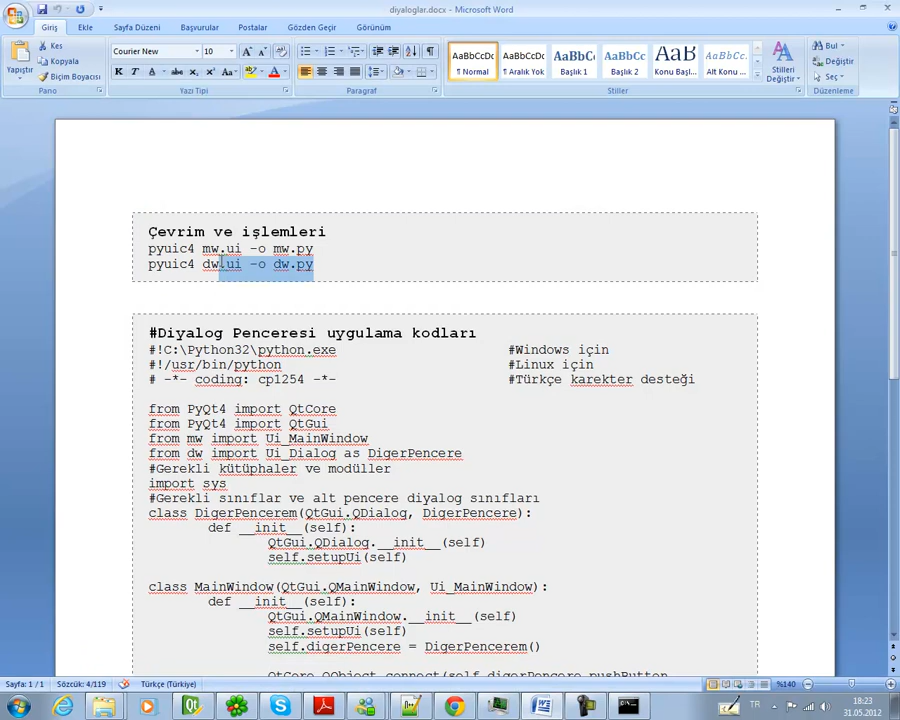 diyaloglar.docx - Microsoft Word
Giriş Ekle Sayfa Düzeni Başvurular Postalar Gözden Geçir Görünüm
Yapıştır
Kes
Kopyala
Biçim Boyacısı
Pano
Courier New 10
Yazı Tipi
Paragraf
AaBbCcDc AaBbCcDc AaBbC AaBbCc AaB AaBbCc.
¶ Normal ¶ Aralık Yok Başlık 1 Başlık 2 Konu Başl... Alt Konu ...
Stiller
Stilleri Değiştir
Bul
Değiştir
Seç
Düzenleme
Çevrim ve işlemleri
pyuic4 mw.ui -o mw.py
pyuic4 dw.ui -o dw.py
#Diyalog Penceresi uygulama kodları
#!C:\Python32\python.exe #Windows için
#!/usr/bin/python #Linux için
# -*- coding: cp1254 -*- #Türkçe karekter desteği
from PyQt4 import QtCore
from PyQt4 import QtGui
from mw import Ui_MainWindow
from dw import Ui_Dialog as DigerPencere
#Gerekli kütüphaler ve modüller
import sys
#Gerekli sınıflar ve alt pencere diyalog sınıfları
class DigerPencerem(QtGui.QDialog, DigerPencere):
def __init__(self):
QtGui.QDialog.__init__(self)
self.setupUi(self)
class MainWindow(QtGui.QMainWindow, Ui_MainWindow):
def __init__(self):
QtGui.QMainWindow.__init__(self)
self.setupUi(self)
self.digerPencere = DigerPencerem()
QtCore.QObject.connect(self.digerPencere.pushButton,
Sayfa: 1 / 1 Sözcük: 4/119 Türkçe (Türkiye) %140
TR 18:23
31.05.2012